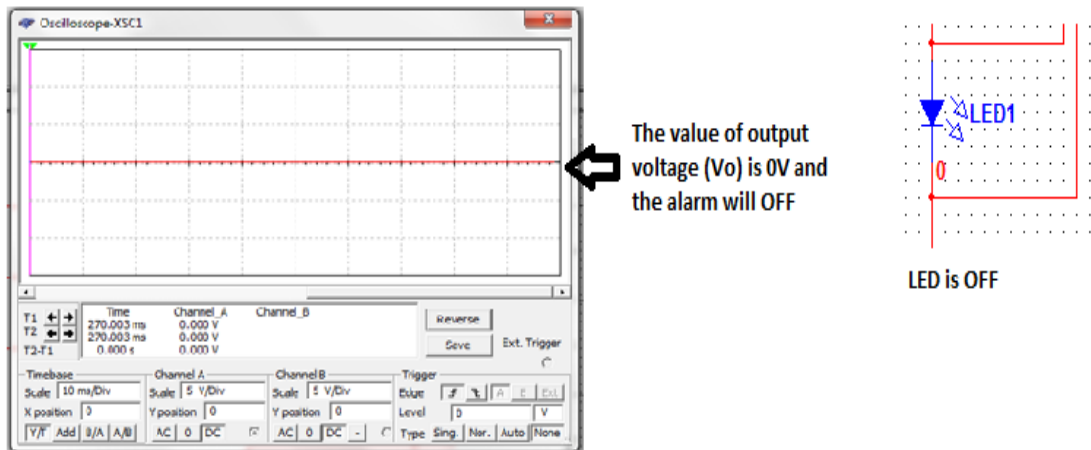 Oscilloscope-XSC1
The value of output
voltage (Vo) is 0V and
the alarm will OFF
LED1
0
LED is OFF
Time Channel_A Channel_B
T1 270.003 ms 0.000 V
T2 270.003 ms 0.000 V
T2-T1 0.000 s 0.000 V
Reverse
Save
Ext. Trigger
Timebase
Scale 10 ms/Div
X position 0
Y/T Add B/A A/B
Channel A
Scale 5 V/Div
Y position 0
AC 0 DC
Channel B
Scale 5 V/Div
Y position 0
AC 0 DC -
Trigger
Edge A B Ext
Level 0 V
Type Sing. Nor. Auto None